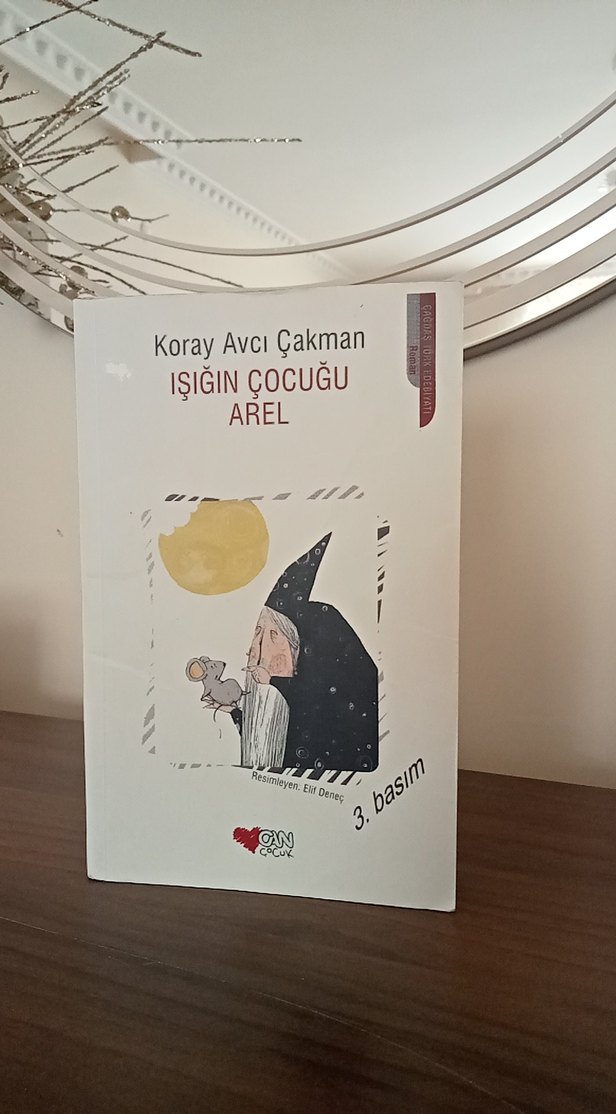 Koray Avcı Çakman
IŞIĞIN ÇOCUĞU
AREL
ÇAĞDAŞ TÜRK EDEBİYATI
Roman
Resimleyen: Elif Deneç
3. basım
CAN
ÇOCUK